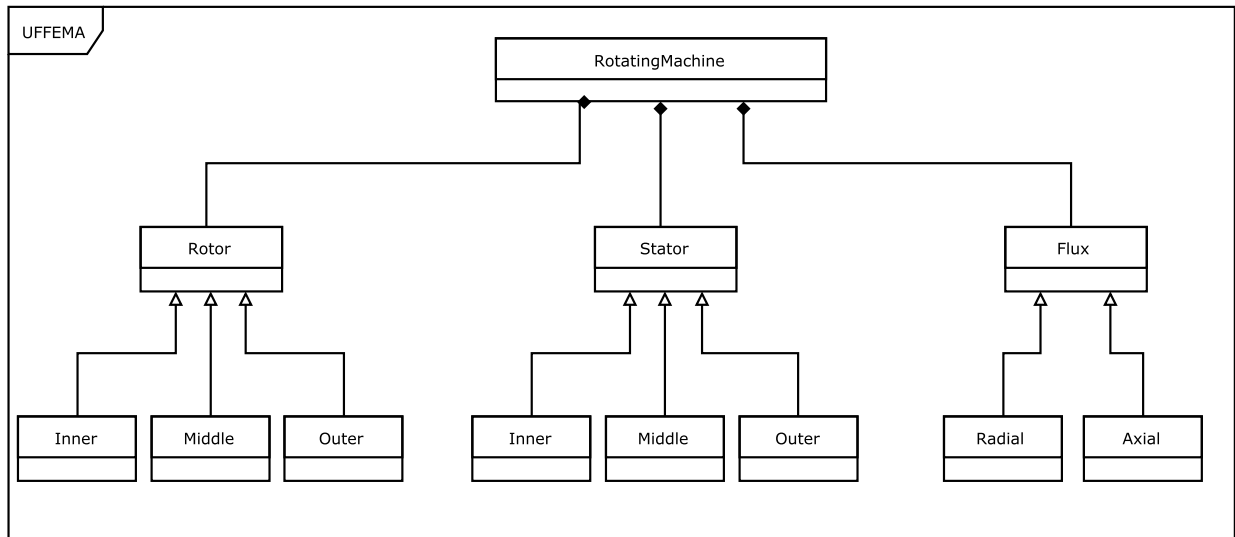 UFFEMA
RotatingMachine
Rotor
Stator
Flux
Inner
Middle
Outer
Inner
Middle
Outer
Radial
Axial